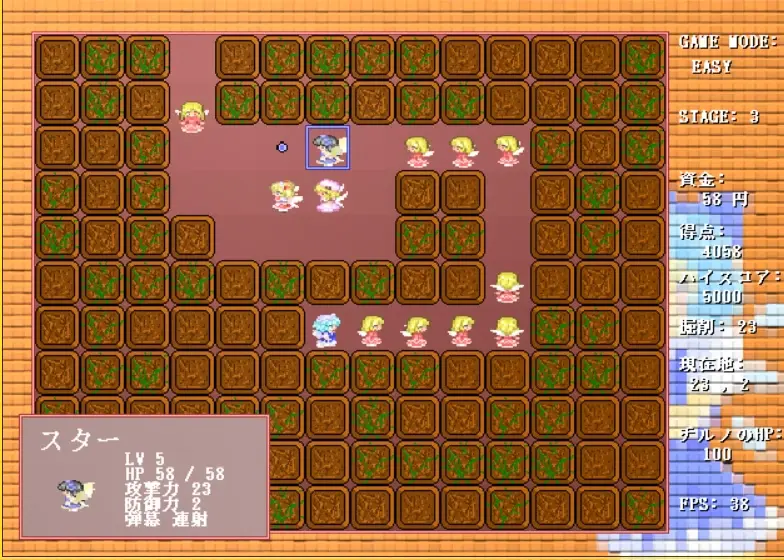 GAME MODE:
EASY
STAGE: 3
資金:
58 円
得点:
4058
ハイスコア:
5000
掘削: 23
現在地:
23 , 2
チルノのHP:
100
FPS: 38
スター
LV 5
HP 58 / 58
攻撃力 23
防御力 2
弾幕 連射